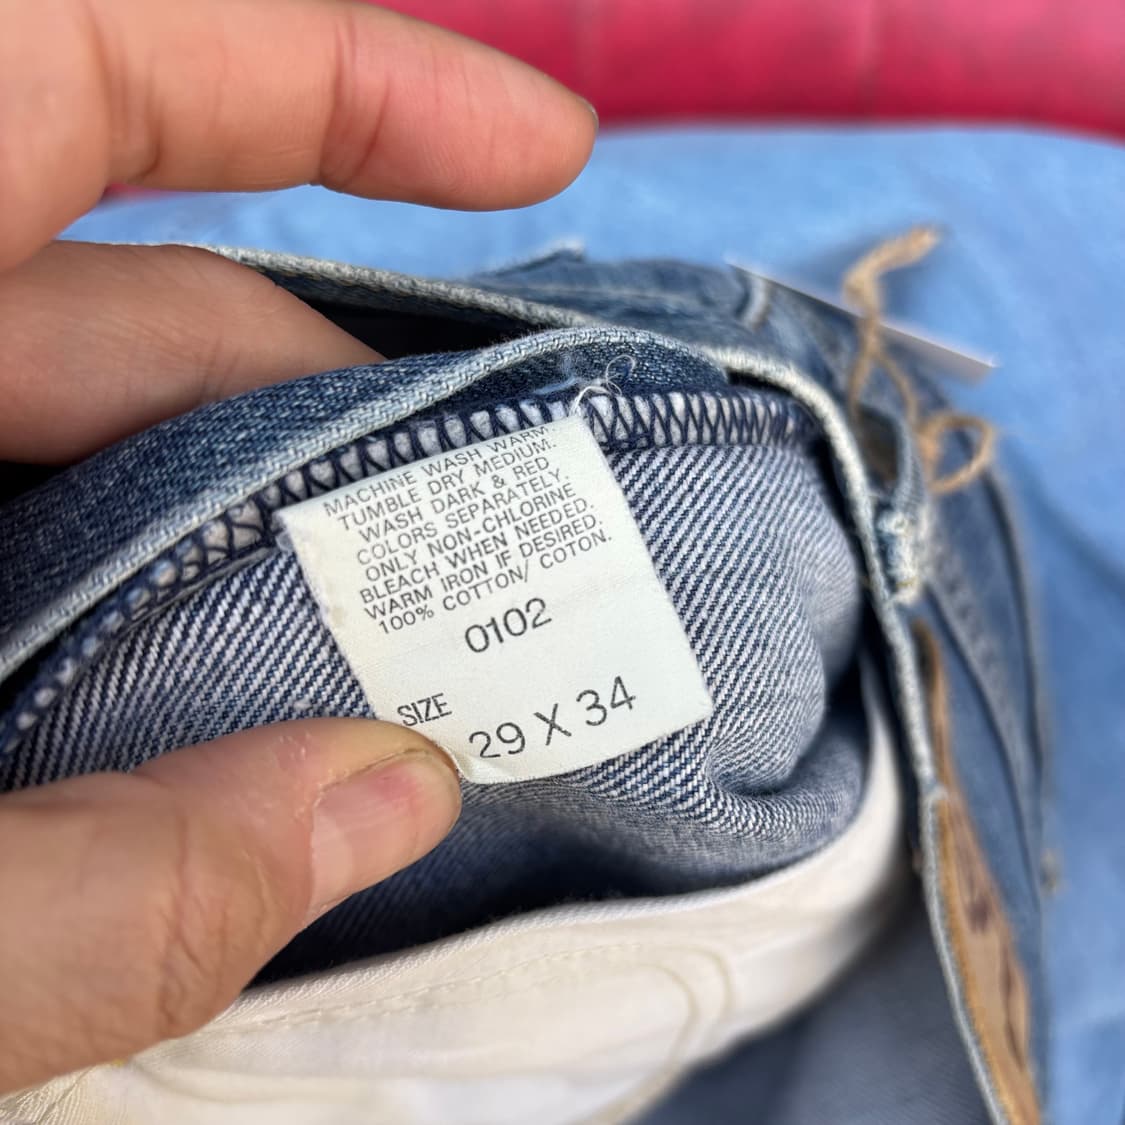 MACHINE WASH WARM
TUMBLE DRY MEDIUM.
WASH DARK & RED
COLORS SEPARATELY.
ONLY NON-CHLORINE
BLEACH WHEN NEEDED.
WARM IRON IF DESIRED.
100% COTTON/ COTON.
0102
SIZE
29 X 34